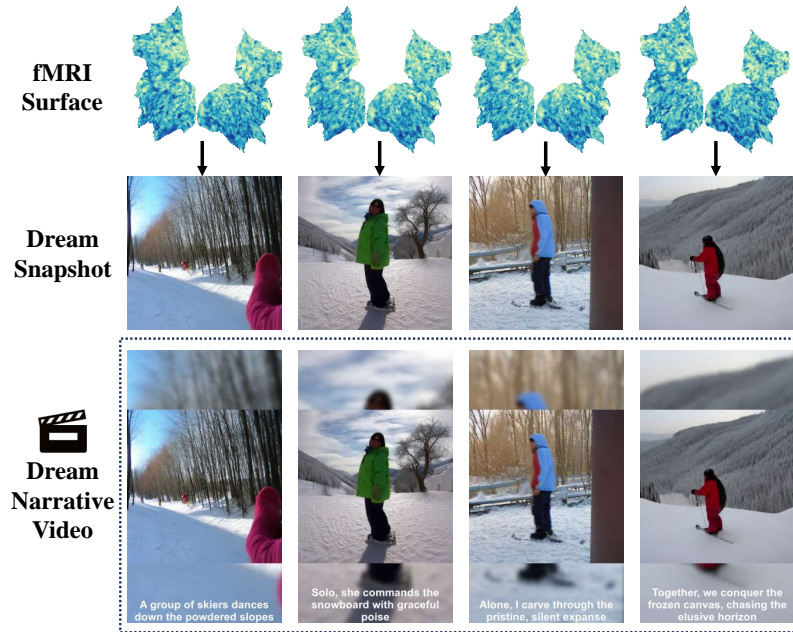 fMRI
Surface
Dream
Snapshot
Dream
Narrative
Video
A group of skiers dances
down the powdered slopes
Solo, she commands the
snowboard with graceful
poise
Alone, I carve through the
pristine, silent expanse
Together, we conquer the
frozen canvas, chasing the
elusive horizon